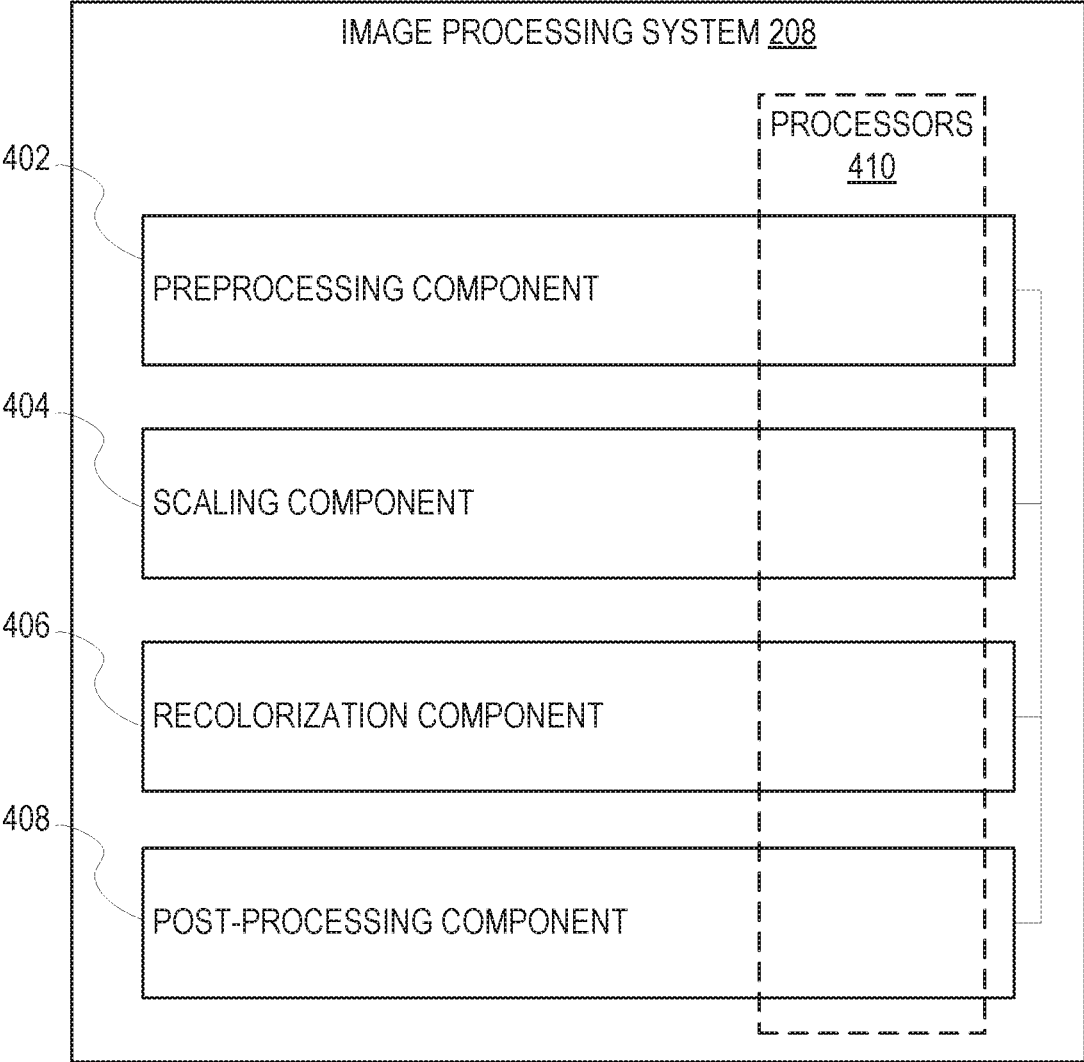 IMAGE PROCESSING SYSTEM 208
PROCESSORS
410
402
PREPROCESSING COMPONENT
404
SCALING COMPONENT
406
RECOLORIZATION COMPONENT
408
POST-PROCESSING COMPONENT